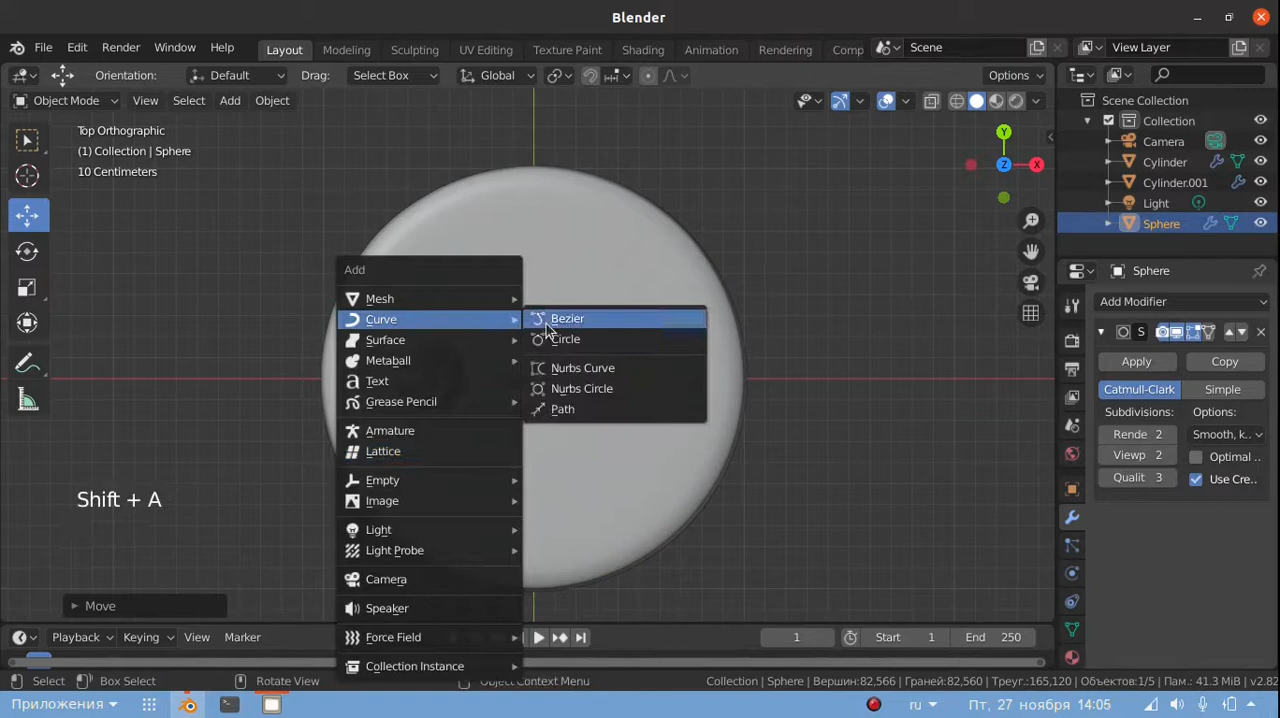 Blender
File Edit Render Window Help Layout Modeling Sculpting UV Editing Texture Paint Shading Animation Rendering Comp Scene View Layer
Orientation: Default Drag: Select Box Global Options
Object Mode View Select Add Object
Top Orthographic
(1) Collection | Sphere
10 Centimeters
Y
Z
X
Scene Collection
Collection
Camera
Cylinder
Cylinder.001
Light
Sphere
Sphere
Add Modifier
S
Apply Copy
Catmull-Clark Simple
Subdivisions: Options:
Rende 2 Smooth, k...
Viewp 2 Optimal ..
Qualit 3 Use Cre..
Add
Mesh
Curve
Surface
Metaball
Text
Grease Pencil
Armature
Lattice
Empty
Image
Light
Light Probe
Camera
Speaker
Force Field
Collection Instance
Bezier
Circle
Nurbs Curve
Nurbs Circle
Path
Shift + A
Move
Playback Keying View Marker 1 Start 1 End 250
Select Box Select Rotate View Object Context Menu Collection | Sphere | Вершин:82,566 | Граней:82,560 | Треуг:165,120 | Объектов:1/5 | Pam.: 41.3 MiB | v2.82
Приложения ru Пт, 27 ноября 14:05